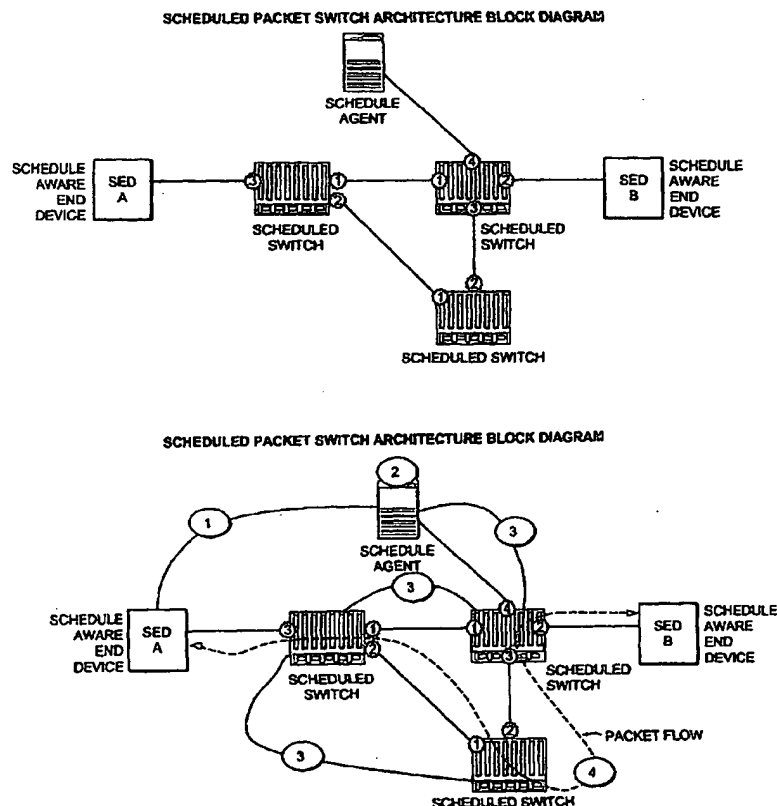 SCHEDULED PACKET SWITCH ARCHITECTURE BLOCK DIAGRAM
SCHEDULE
AGENT
4
SCHEDULE
AWARE
END
DEVICE
SED
A
3
1
2
SCHEDULED
SWITCH
1
2
3
SCHEDULED
SWITCH
SED
B
SCHEDULE
AWARE
END
DEVICE
2
1
SCHEDULED SWITCH
SCHEDULED PACKET SWITCH ARCHITECTURE BLOCK DIAGRAM
2
1
3
SCHEDULE
AGENT
3
4
SCHEDULE
AWARE
END
DEVICE
SED
A
3
1
2
SCHEDULED
SWITCH
1
2
3
SCHEDULED
SWITCH
SED
B
SCHEDULE
AWARE
END
DEVICE
2
PACKET FLOW
1
3
4
SCHEDULED SWITCH